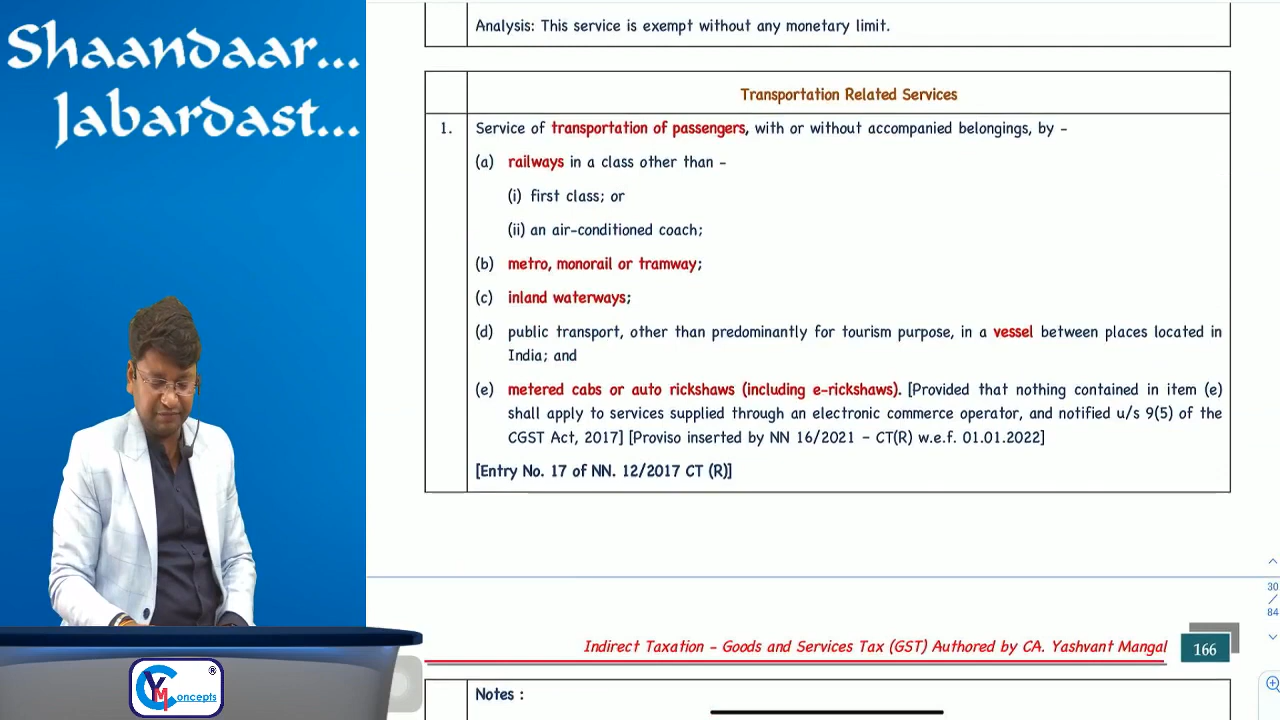 Shaandaar...
Jabardast...
Analysis: This service is exempt without any monetary limit.
Transportation Related Services
1. Service of transportation of passengers, with or without accompanied belongings, by –
(a) railways in a class other than –
(i) first class; or
(ii) an air-conditioned coach;
(b) metro, monorail or tramway;
(c) inland waterways;
(d) public transport, other than predominantly for tourism purpose, in a vessel between places located in
India; and
(e) metered cabs or auto rickshaws (including e-rickshaws). [Provided that nothing contained in item (e)
shall apply to services supplied through an electronic commerce operator, and notified u/s 9(5) of the
CGST Act, 2017] [Proviso inserted by NN 16/2021 – CT(R) w.e.f. 01.01.2022]
[Entry No. 17 of NN. 12/2017 CT (R)]
30
/
84
Indirect Taxation – Goods and Services Tax (GST) Authored by CA. Yashvant Mangal
166
Notes :
YM Concepts ®